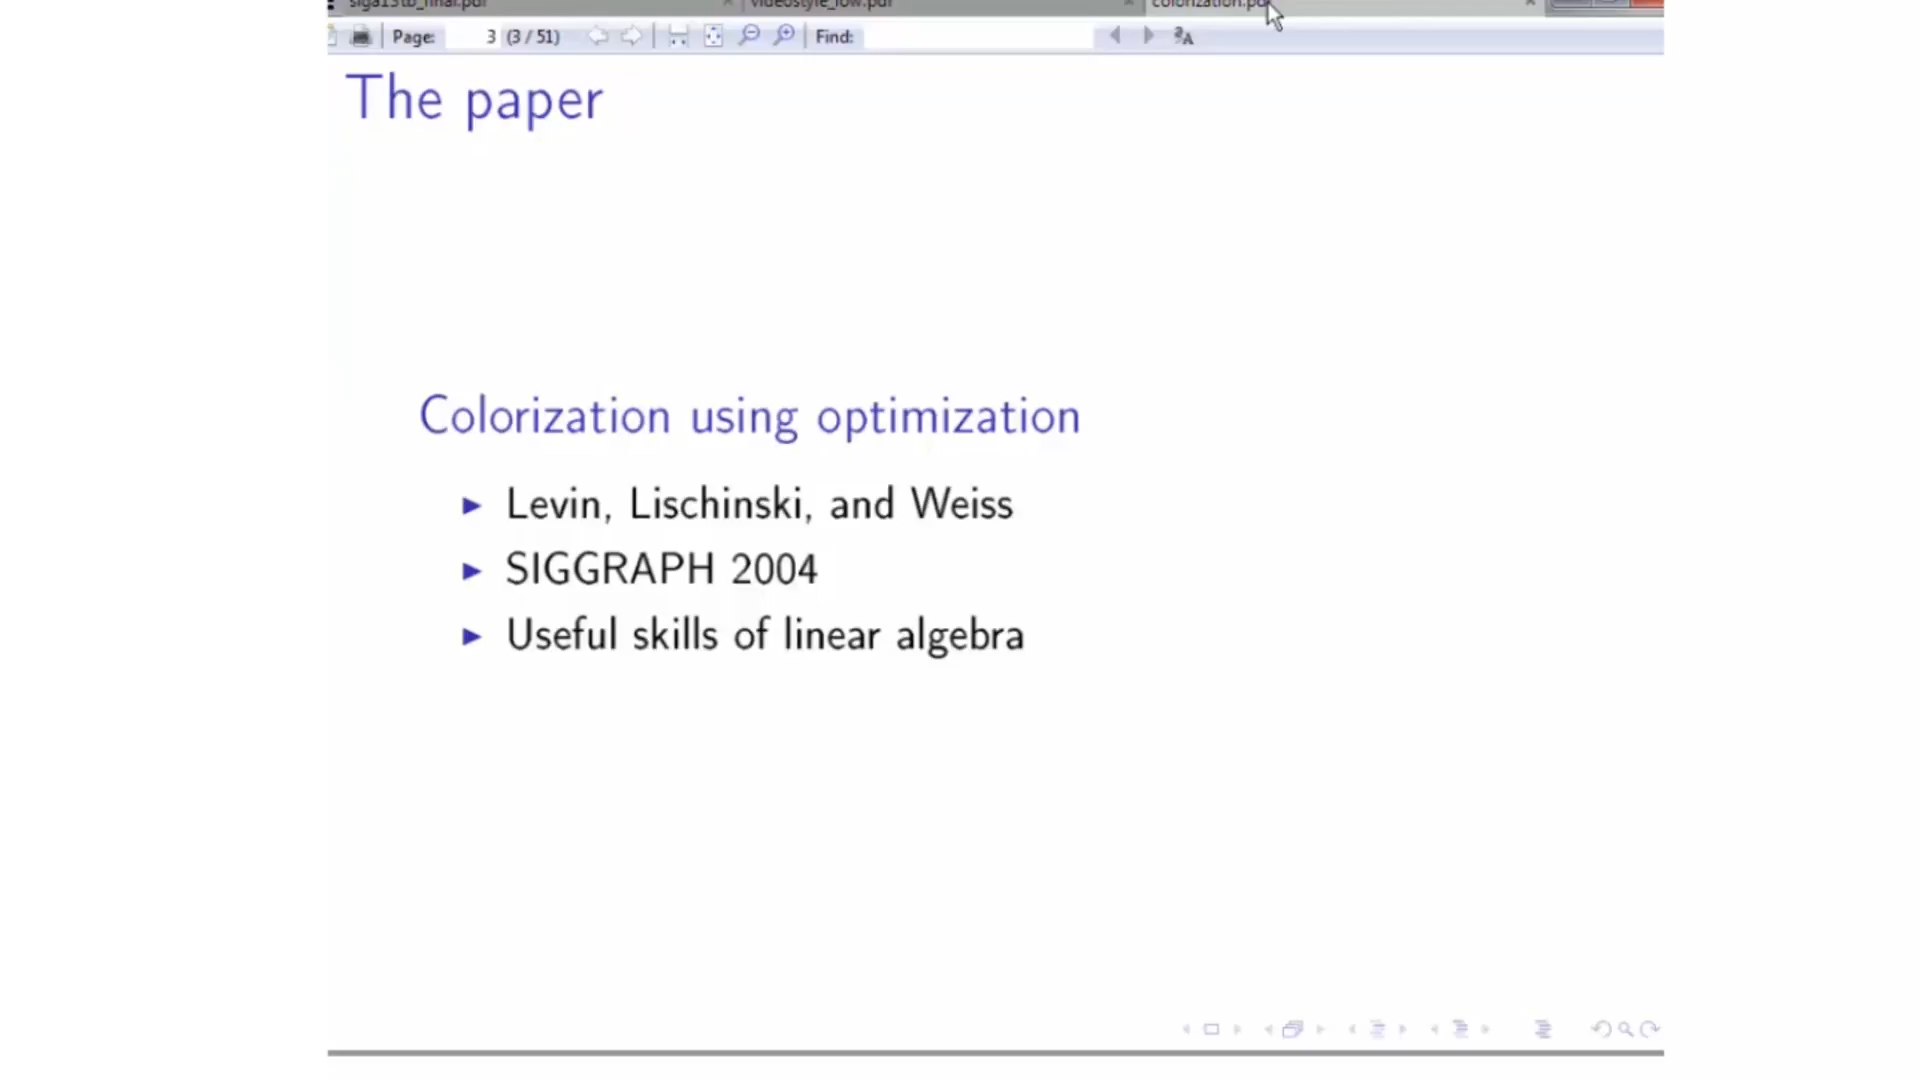 siga13tb_final.pdf videostyle_low.pdf colorization.pdf
Page: 3 (3 / 51) Find:
The paper
Colorization using optimization
Levin, Lischinski, and Weiss
SIGGRAPH 2004
Useful skills of linear algebra